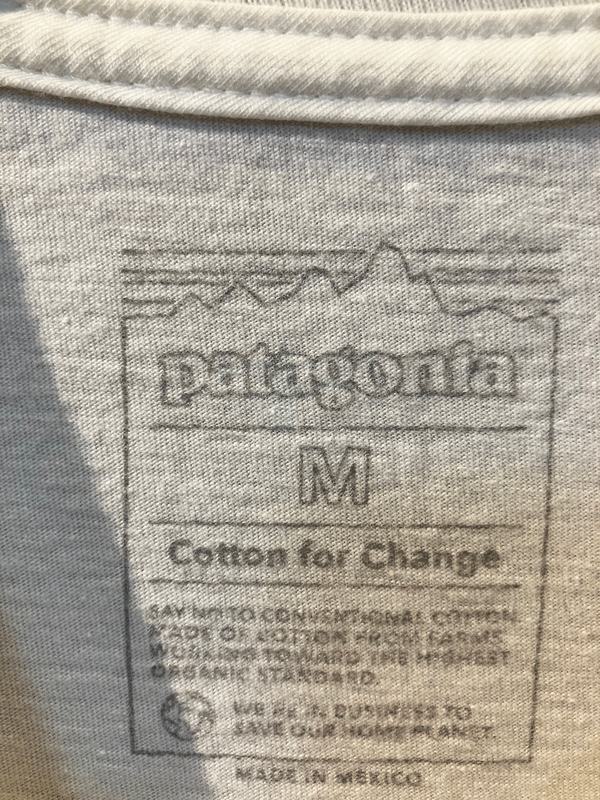 patagonia
M
Cotton for Change
SAY NO TO CONVENTIONAL COTTON.
MADE OF COTTON FROM FARMS
WORKING TOWARD THE HIGHEST
ORGANIC STANDARD.
WE'RE IN BUSINESS TO
SAVE OUR HOME PLANET.
MADE IN MEXICO